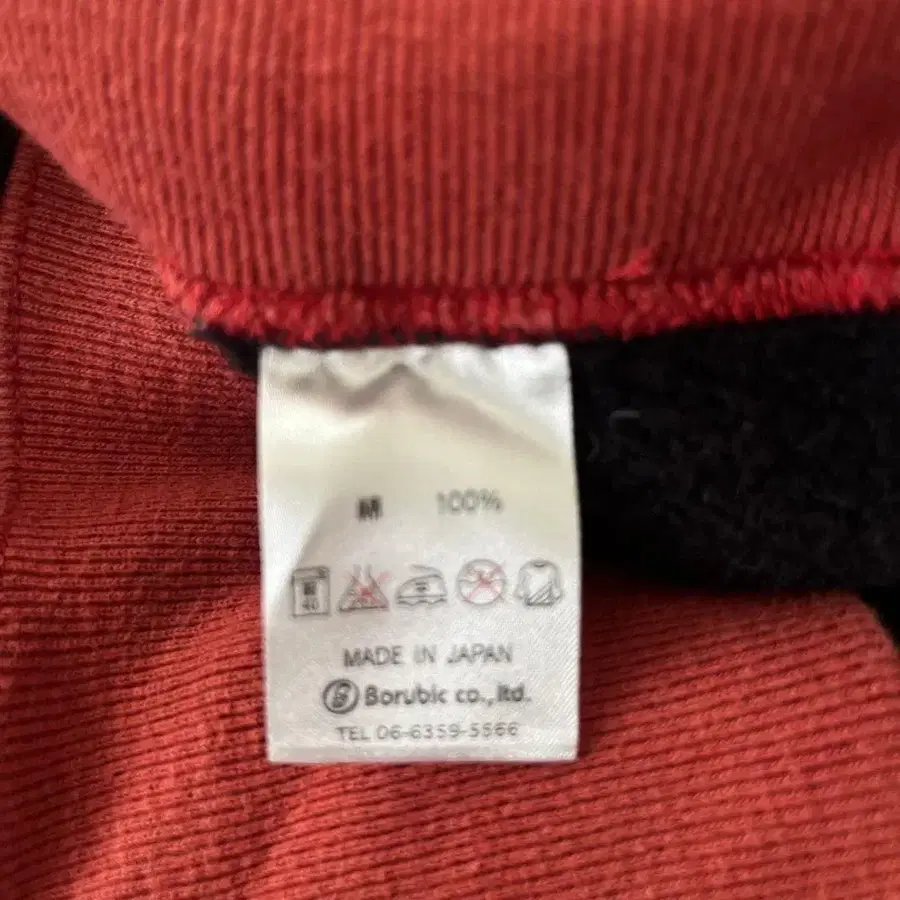 M 100%
40
MADE IN JAPAN
Borubic co., ltd.
TEL 06-6359-5566